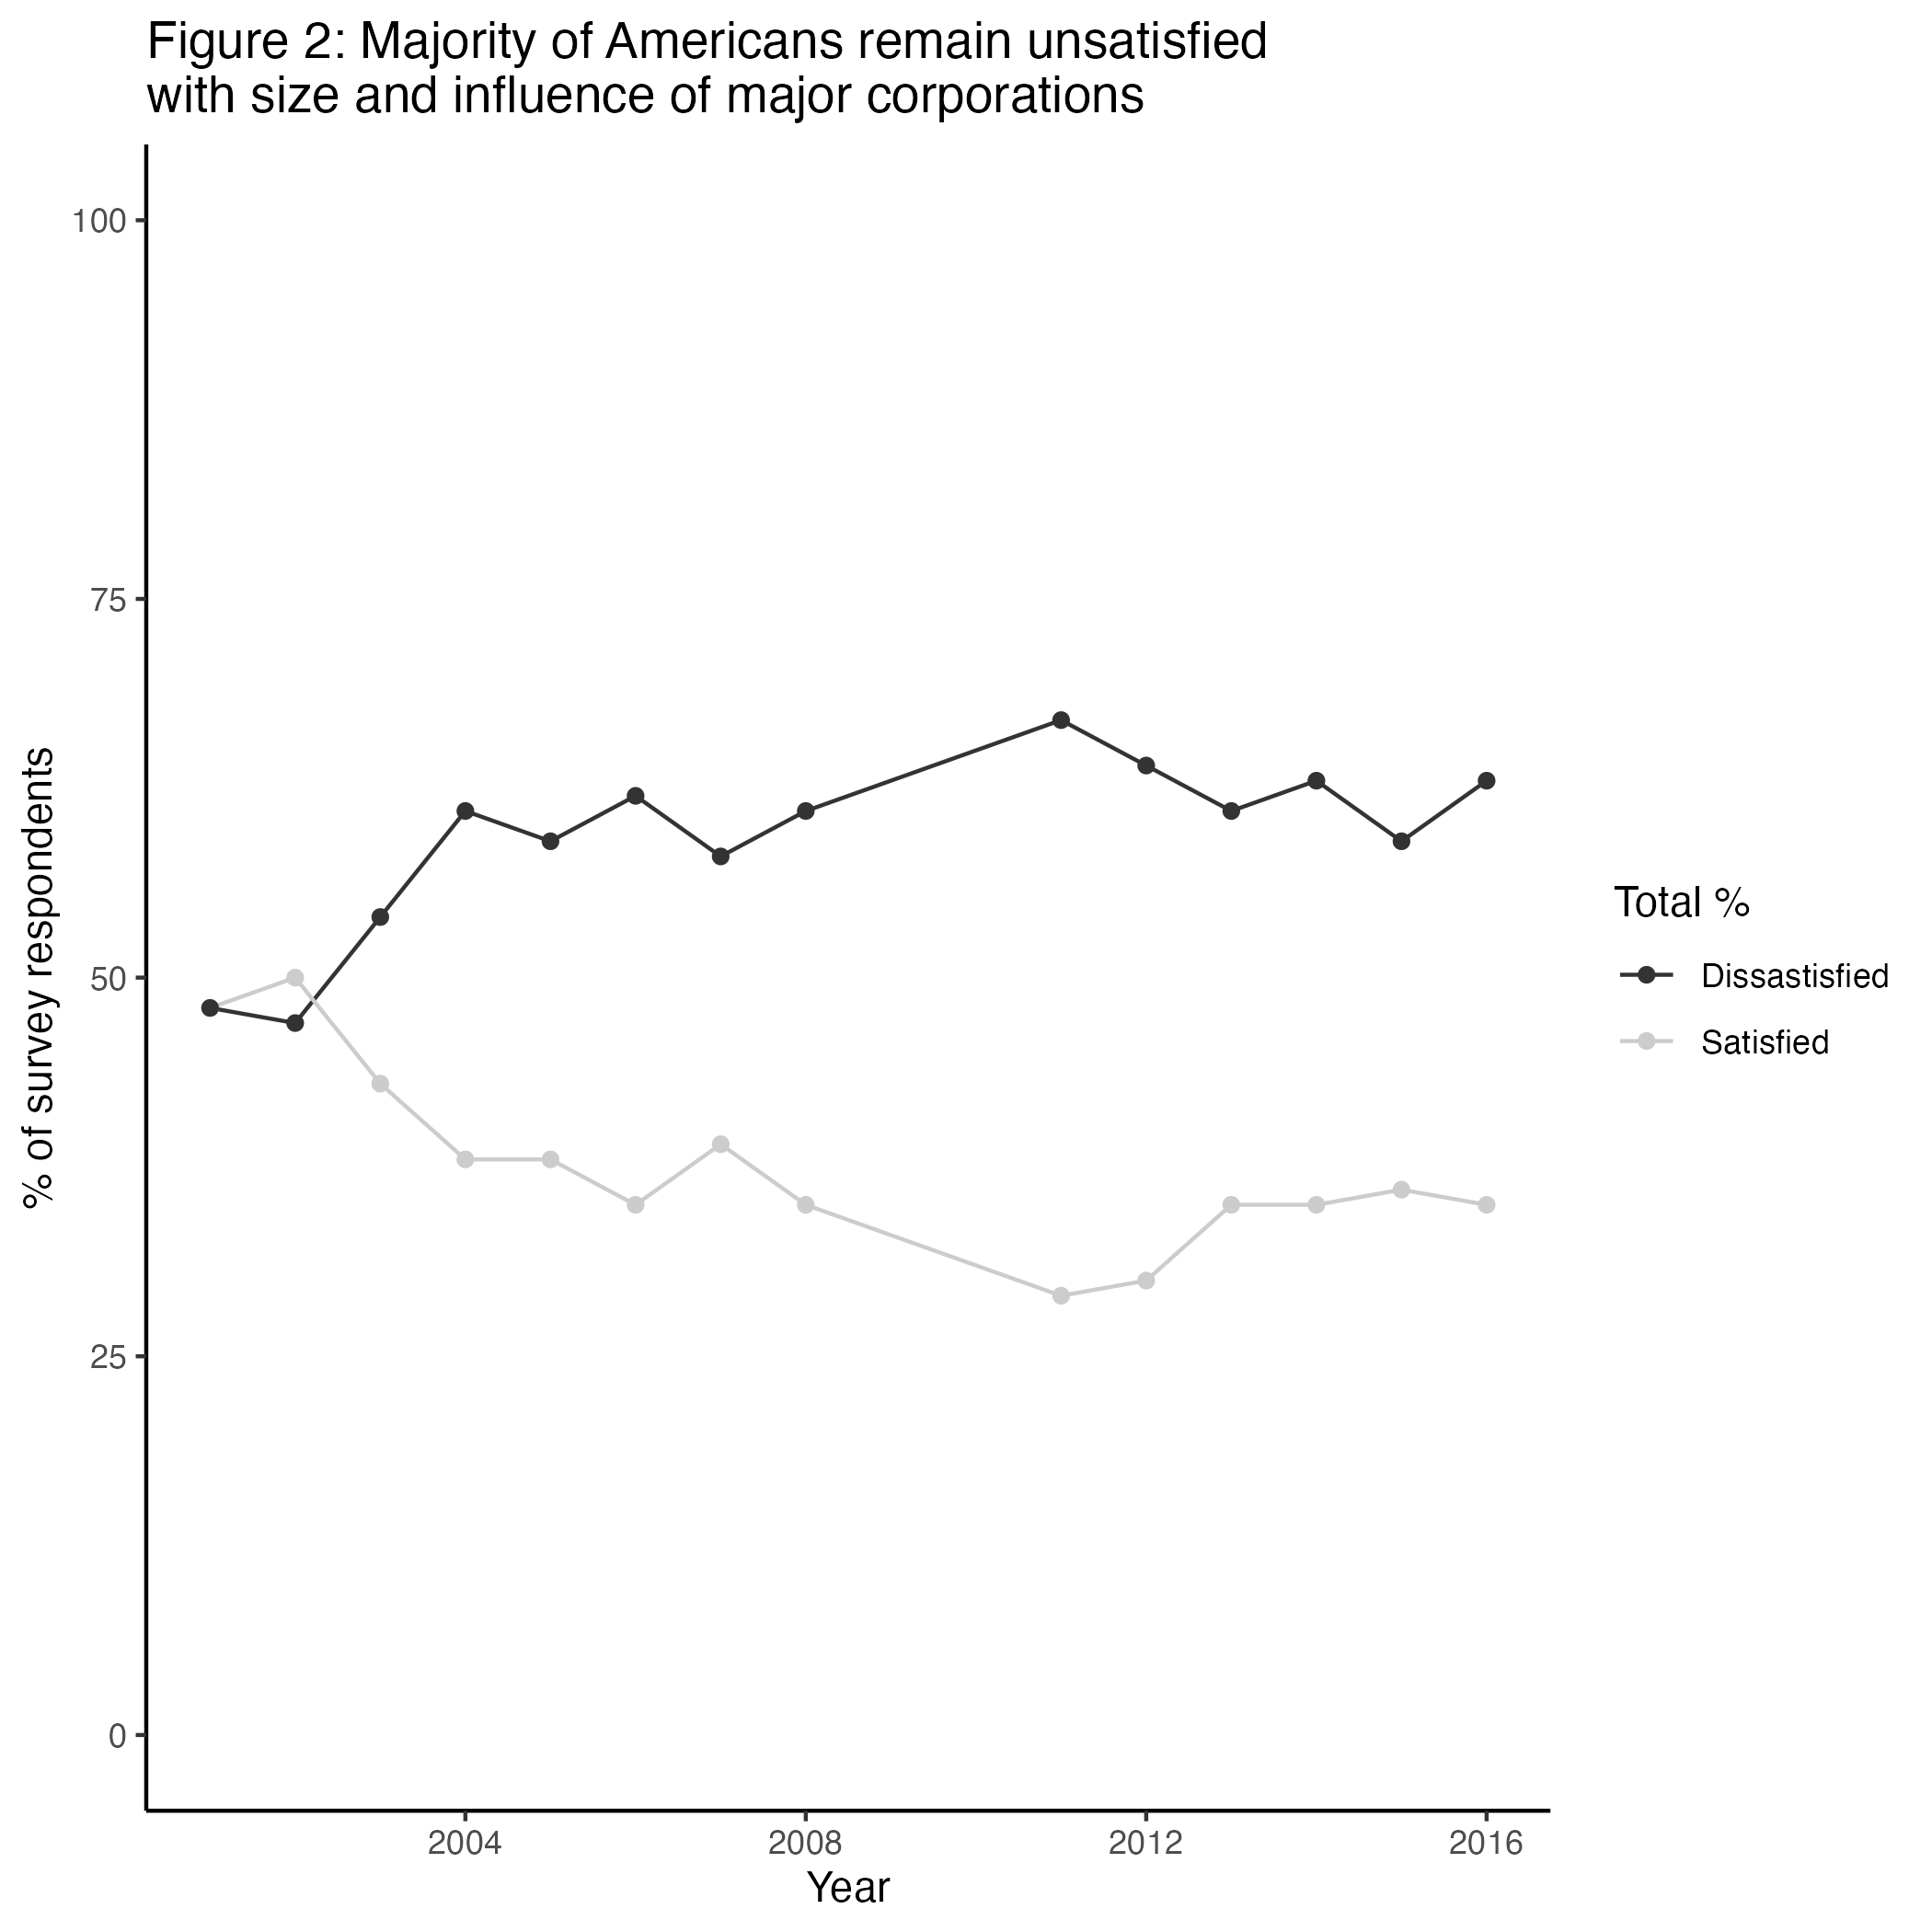 Figure 2: Majority of Americans remain unsatisfied
with size and influence of major corporations
100
75
50
25
0
% of survey respondents
2004
2008
2012
2016
Year
Total %
Dissastisfied
Satisfied